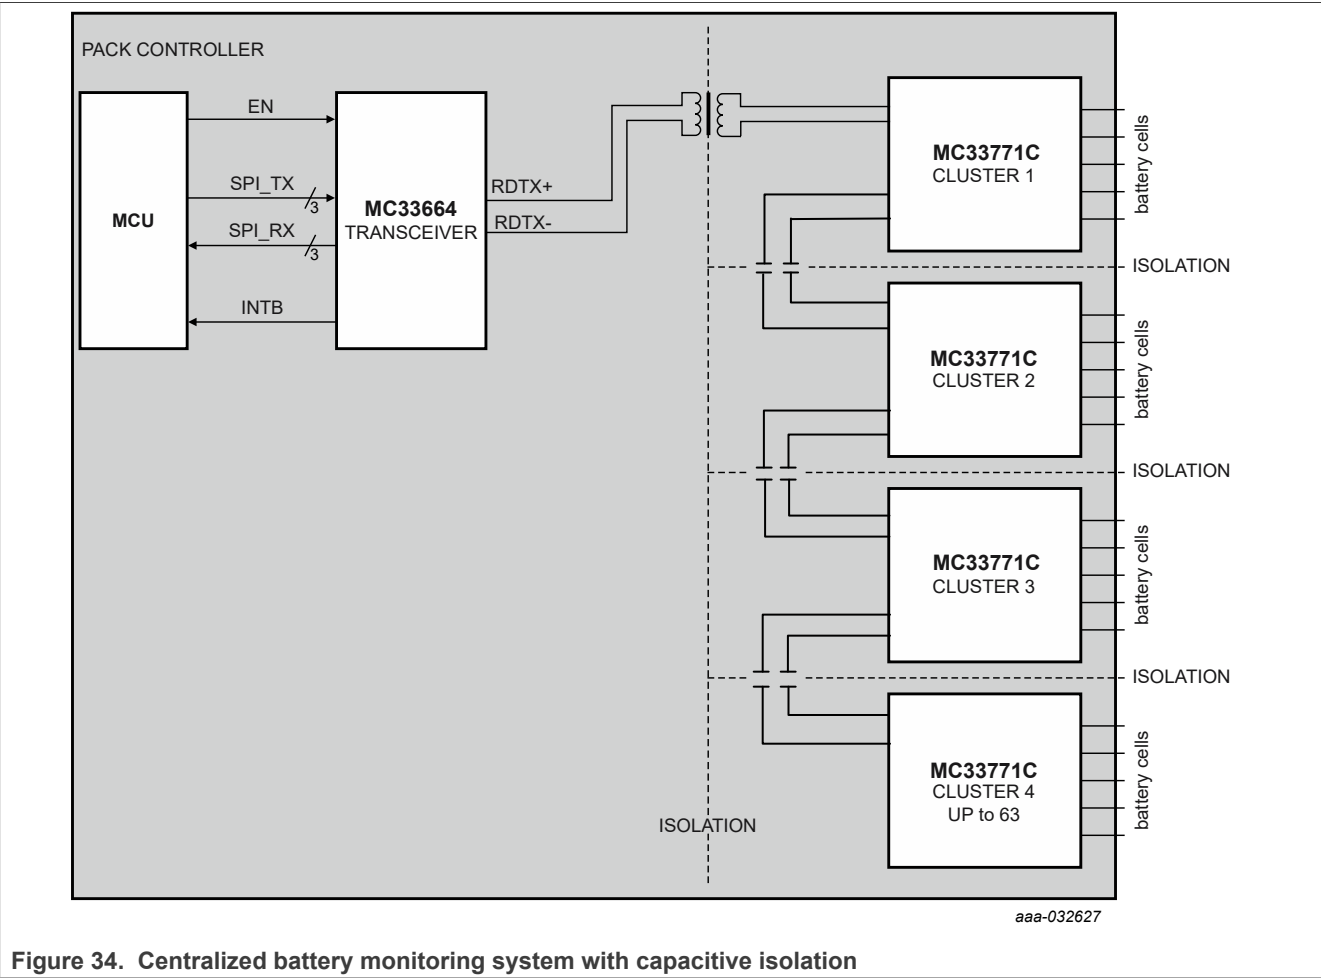 PACK CONTROLLER
MCU
EN
SPI_TX
3
SPI_RX
3
INTB
MC33664
TRANSCEIVER
RDTX+
RDTX-
MC33771C
CLUSTER 1
battery cells
ISOLATION
MC33771C
CLUSTER 2
battery cells
ISOLATION
MC33771C
CLUSTER 3
battery cells
ISOLATION
MC33771C
CLUSTER 4
UP to 63
battery cells
ISOLATION
aaa-032627
Figure 34. Centralized battery monitoring system with capacitive isolation